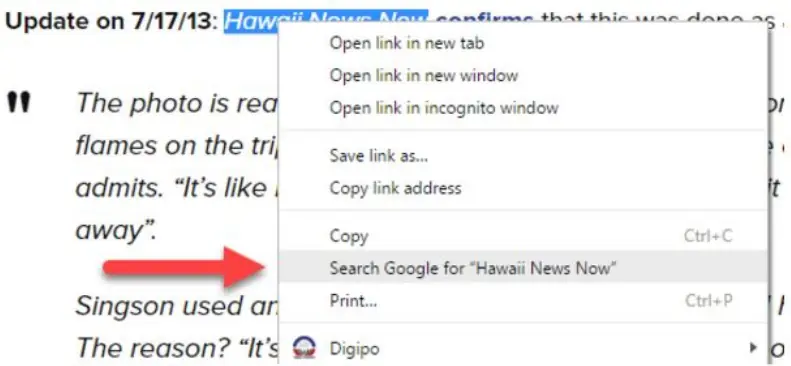 Update on 7/17/13: Hawaii News Now confirms that this was done as
Open link in new tab
Open link in new window
Open link in incognito window
Save link as...
Copy link address
Copy Ctrl+C
Search Google for “Hawaii News Now”
Print... Ctrl+P
Digipo
" The photo is
flames on the
admits. “It’s like
away”.
Singson used
The reason? “It’s